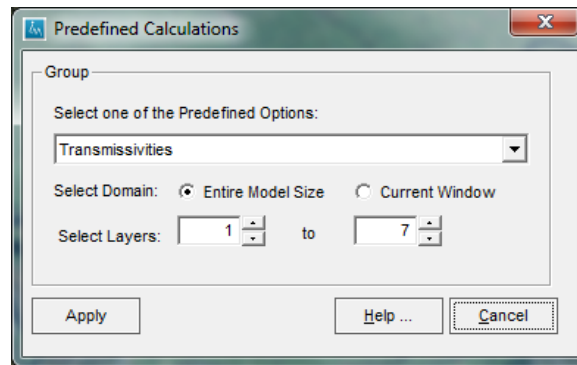 Predefined Calculations
Group
Select one of the Predefined Options:
Transmissivities
Select Domain: Entire Model Size Current Window
Select Layers: 1 to 7
Apply Help ... Cancel